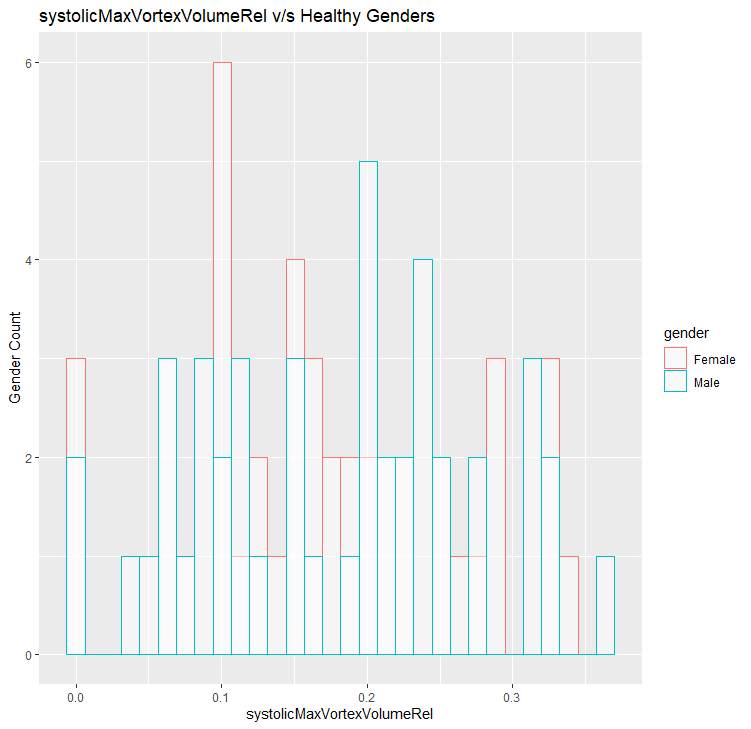 systolicMaxVortexVolumeRel v/s Healthy Genders
6
4
2
0
Gender Count
0.0 0.1 0.2 0.3
systolicMaxVortexVolumeRel
gender
Female
Male